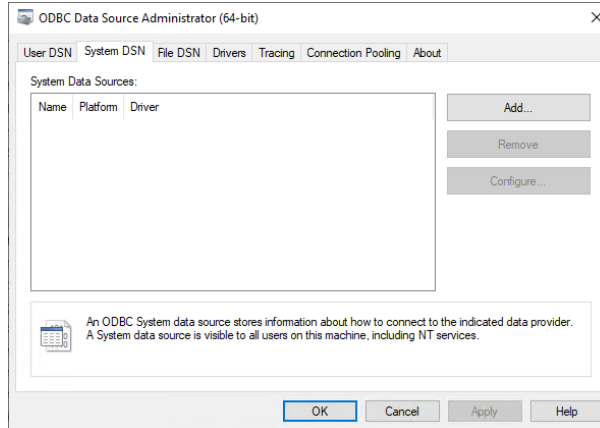 ODBC Data Source Administrator (64-bit)
User DSN System DSN File DSN Drivers Tracing Connection Pooling About
System Data Sources:
Name Platform Driver
Add...
Remove
Configure...
An ODBC System data source stores information about how to connect to the indicated data provider.
A System data source is visible to all users on this machine, including NT services.
OK Cancel Apply Help